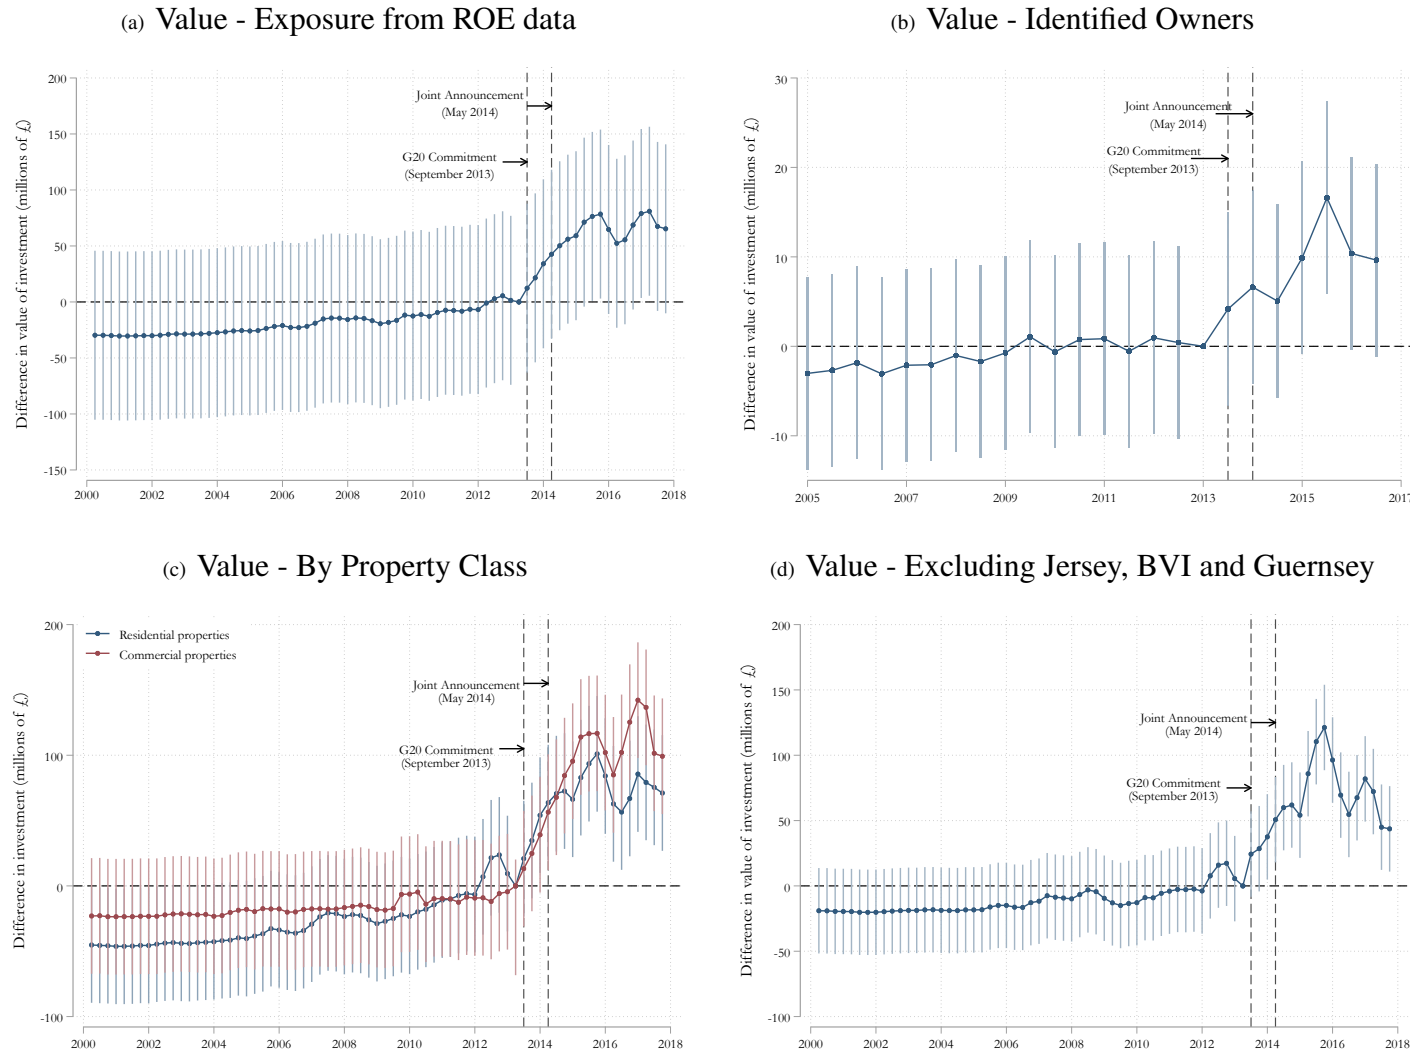 (a) Value - Exposure from ROE data
Difference in value of investment (millions of £)
200
150
100
50
0
-50
-100
-150
Joint Announcement
(May 2014)
G20 Commitment
(September 2013)
2000 2002 2004 2006 2008 2010 2012 2014 2016 2018
(b) Value - Identified Owners
Difference in value of investment (millions of £)
30
20
10
0
-10
Joint Announcement
(May 2014)
G20 Commitment
(September 2013)
2005 2007 2009 2011 2013 2015 2017
(c) Value - By Property Class
Difference in value of investment (millions of £)
200
100
0
-100
Residential properties
Commercial properties
Joint Announcement
(May 2014)
G20 Commitment
(September 2013)
2000 2002 2004 2006 2008 2010 2012 2014 2016 2018
(d) Value - Excluding Jersey, BVI and Guernsey
Difference in value of investment (millions of £)
200
150
100
50
0
-50
-100
Joint Announcement
(May 2014)
G20 Commitment
(September 2013)
2000 2002 2004 2006 2008 2010 2012 2014 2016 2018